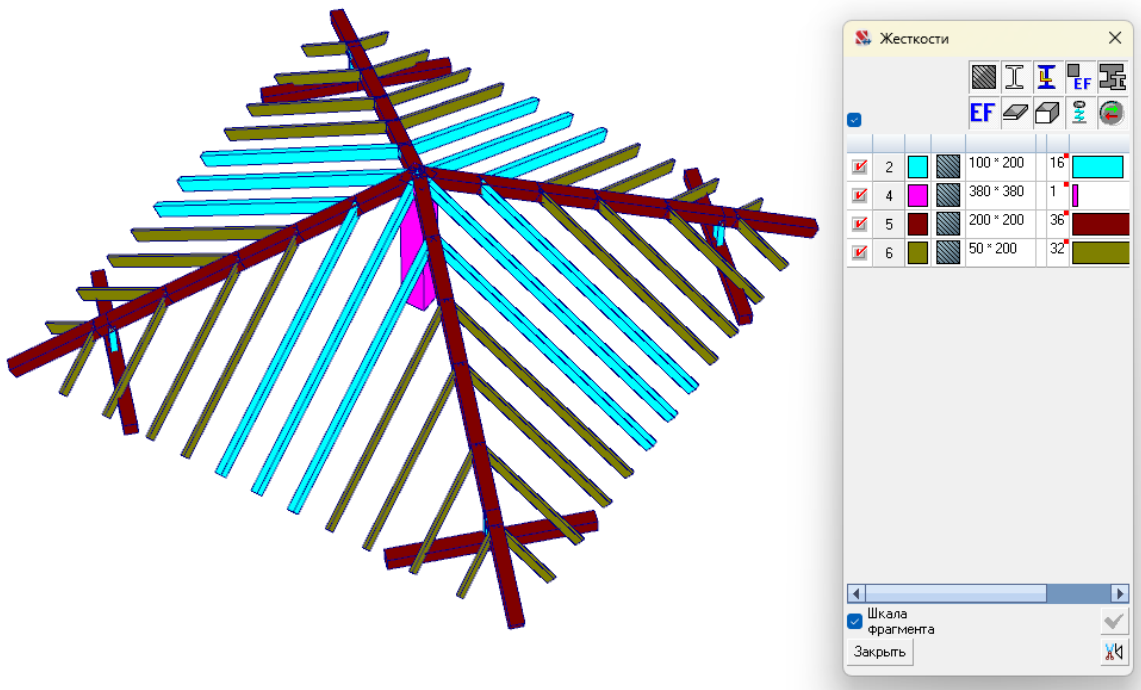 Жесткости
EF
EF
2 100 * 200 16
4 380 * 380 1
5 200 * 200 36
6 50 * 200 32
Шкала
фрагмента
Закрыть